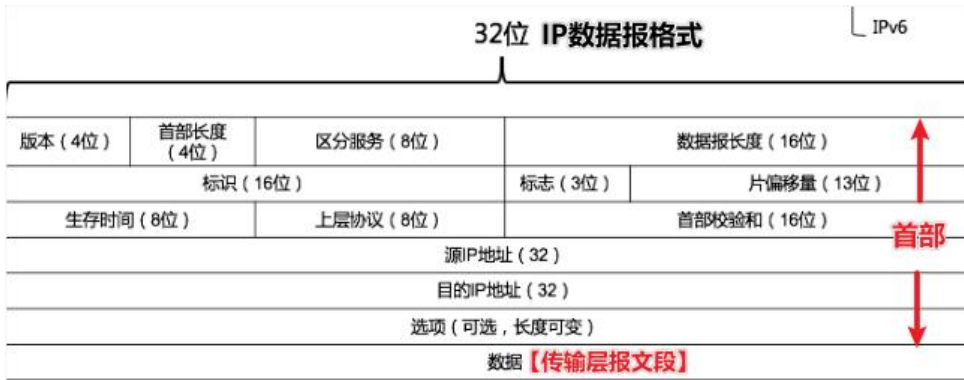 32位 IP数据报格式
IPv6
版本（4位）
首部长度
（4位）
区分服务（8位）
数据报长度（16位）
标识（16位）
标志（3位）
片偏移量（13位）
生存时间（8位）
上层协议（8位）
首部校验和（16位）
首部
源IP地址（32）
目的IP地址（32）
选项（可选，长度可变）
数据【传输层报文段】